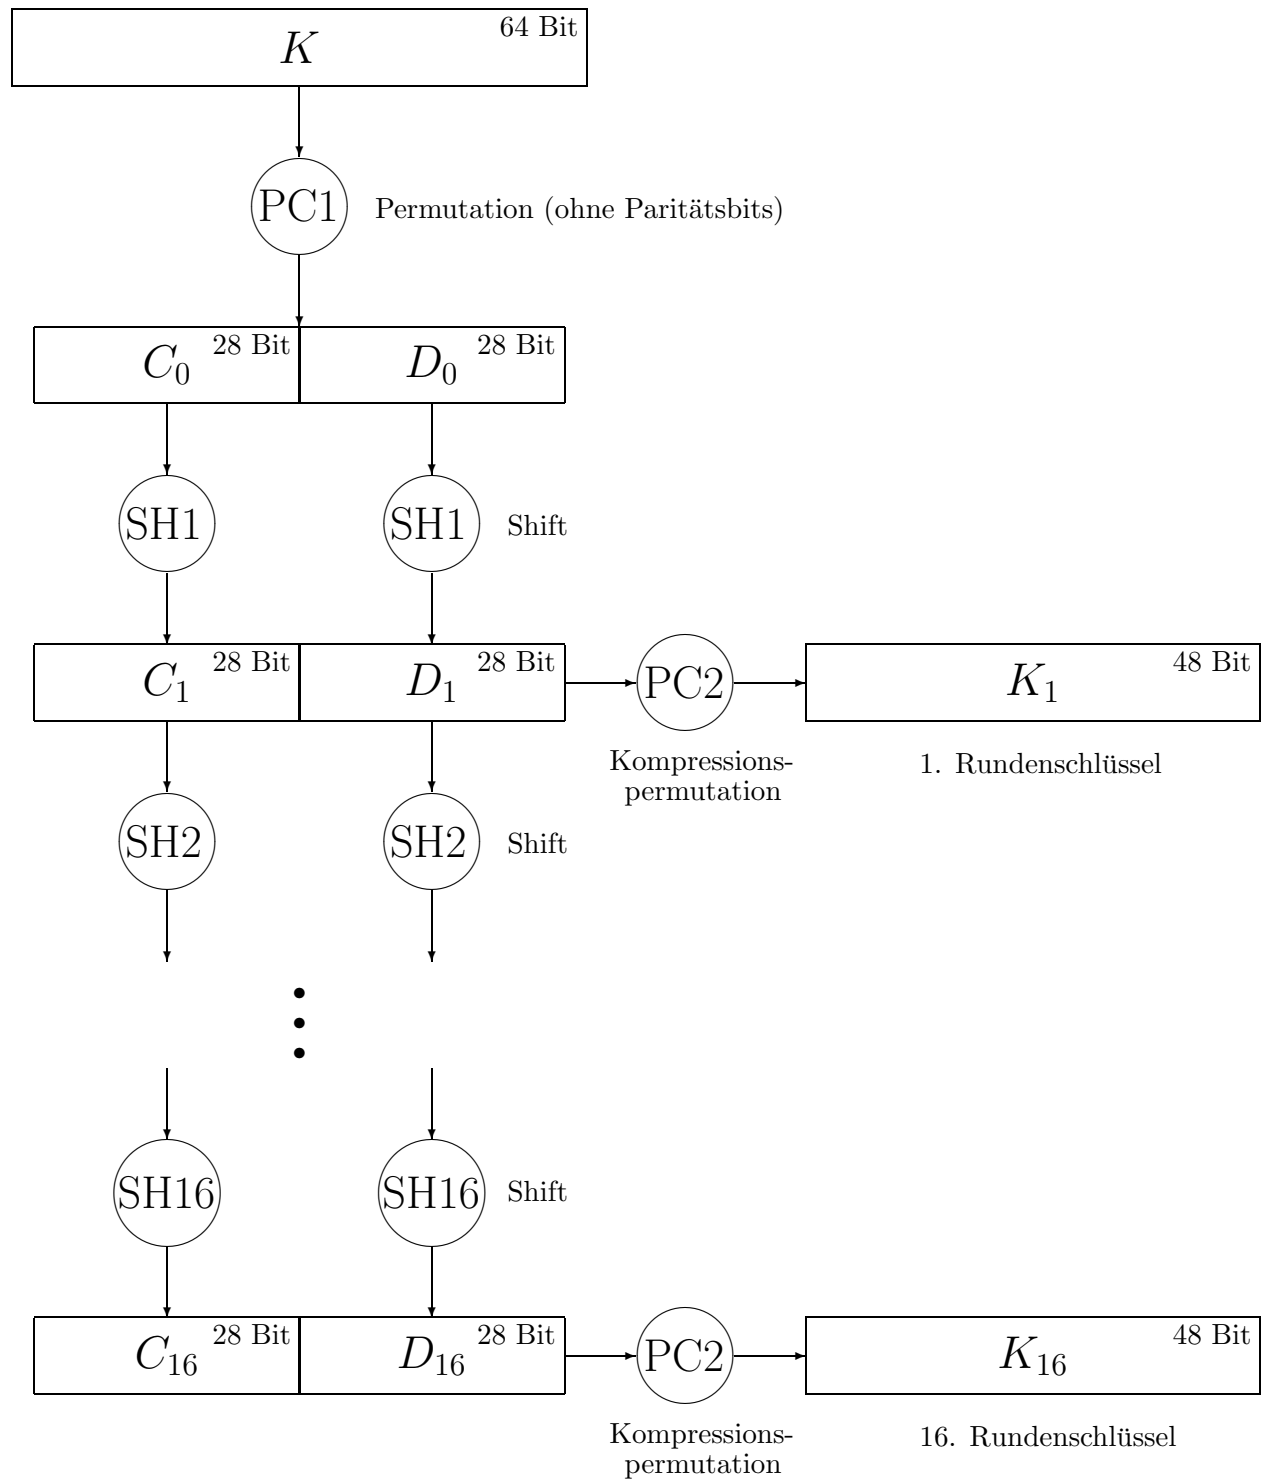 K 64 Bit
PC1 Permutation (ohne Paritätsbits)
C₀ 28 Bit D₀ 28 Bit
SH1 SH1 Shift
C₁ 28 Bit D₁ 28 Bit PC2 K₁ 48 Bit
Kompressions-
permutation
1. Rundenschlüssel
SH2 SH2 Shift
SH16 SH16 Shift
C₁₆ 28 Bit D₁₆ 28 Bit PC2 K₁₆ 48 Bit
Kompressions-
permutation
16. Rundenschlüssel